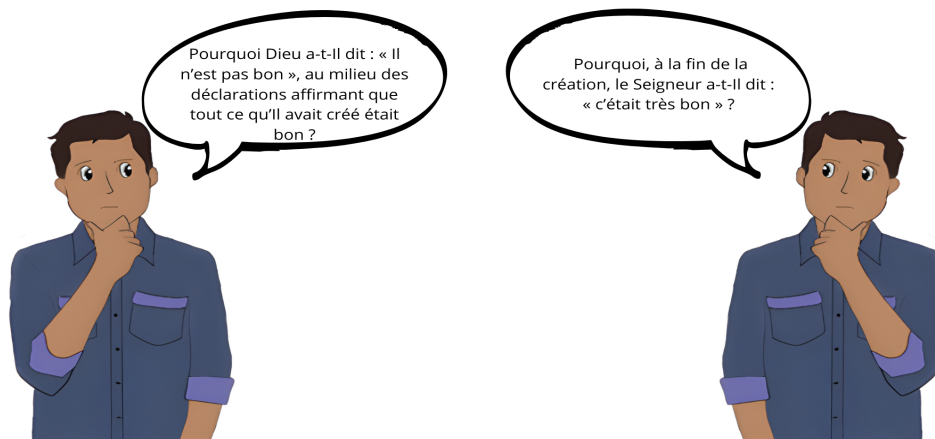 Pourquoi Dieu a-t-Il dit : « Il
n’est pas bon », au milieu des
déclarations affirmant que
tout ce qu’Il avait créé était
bon ?
Pourquoi, à la fin de la
création, le Seigneur a-t-Il dit :
« c’était très bon » ?